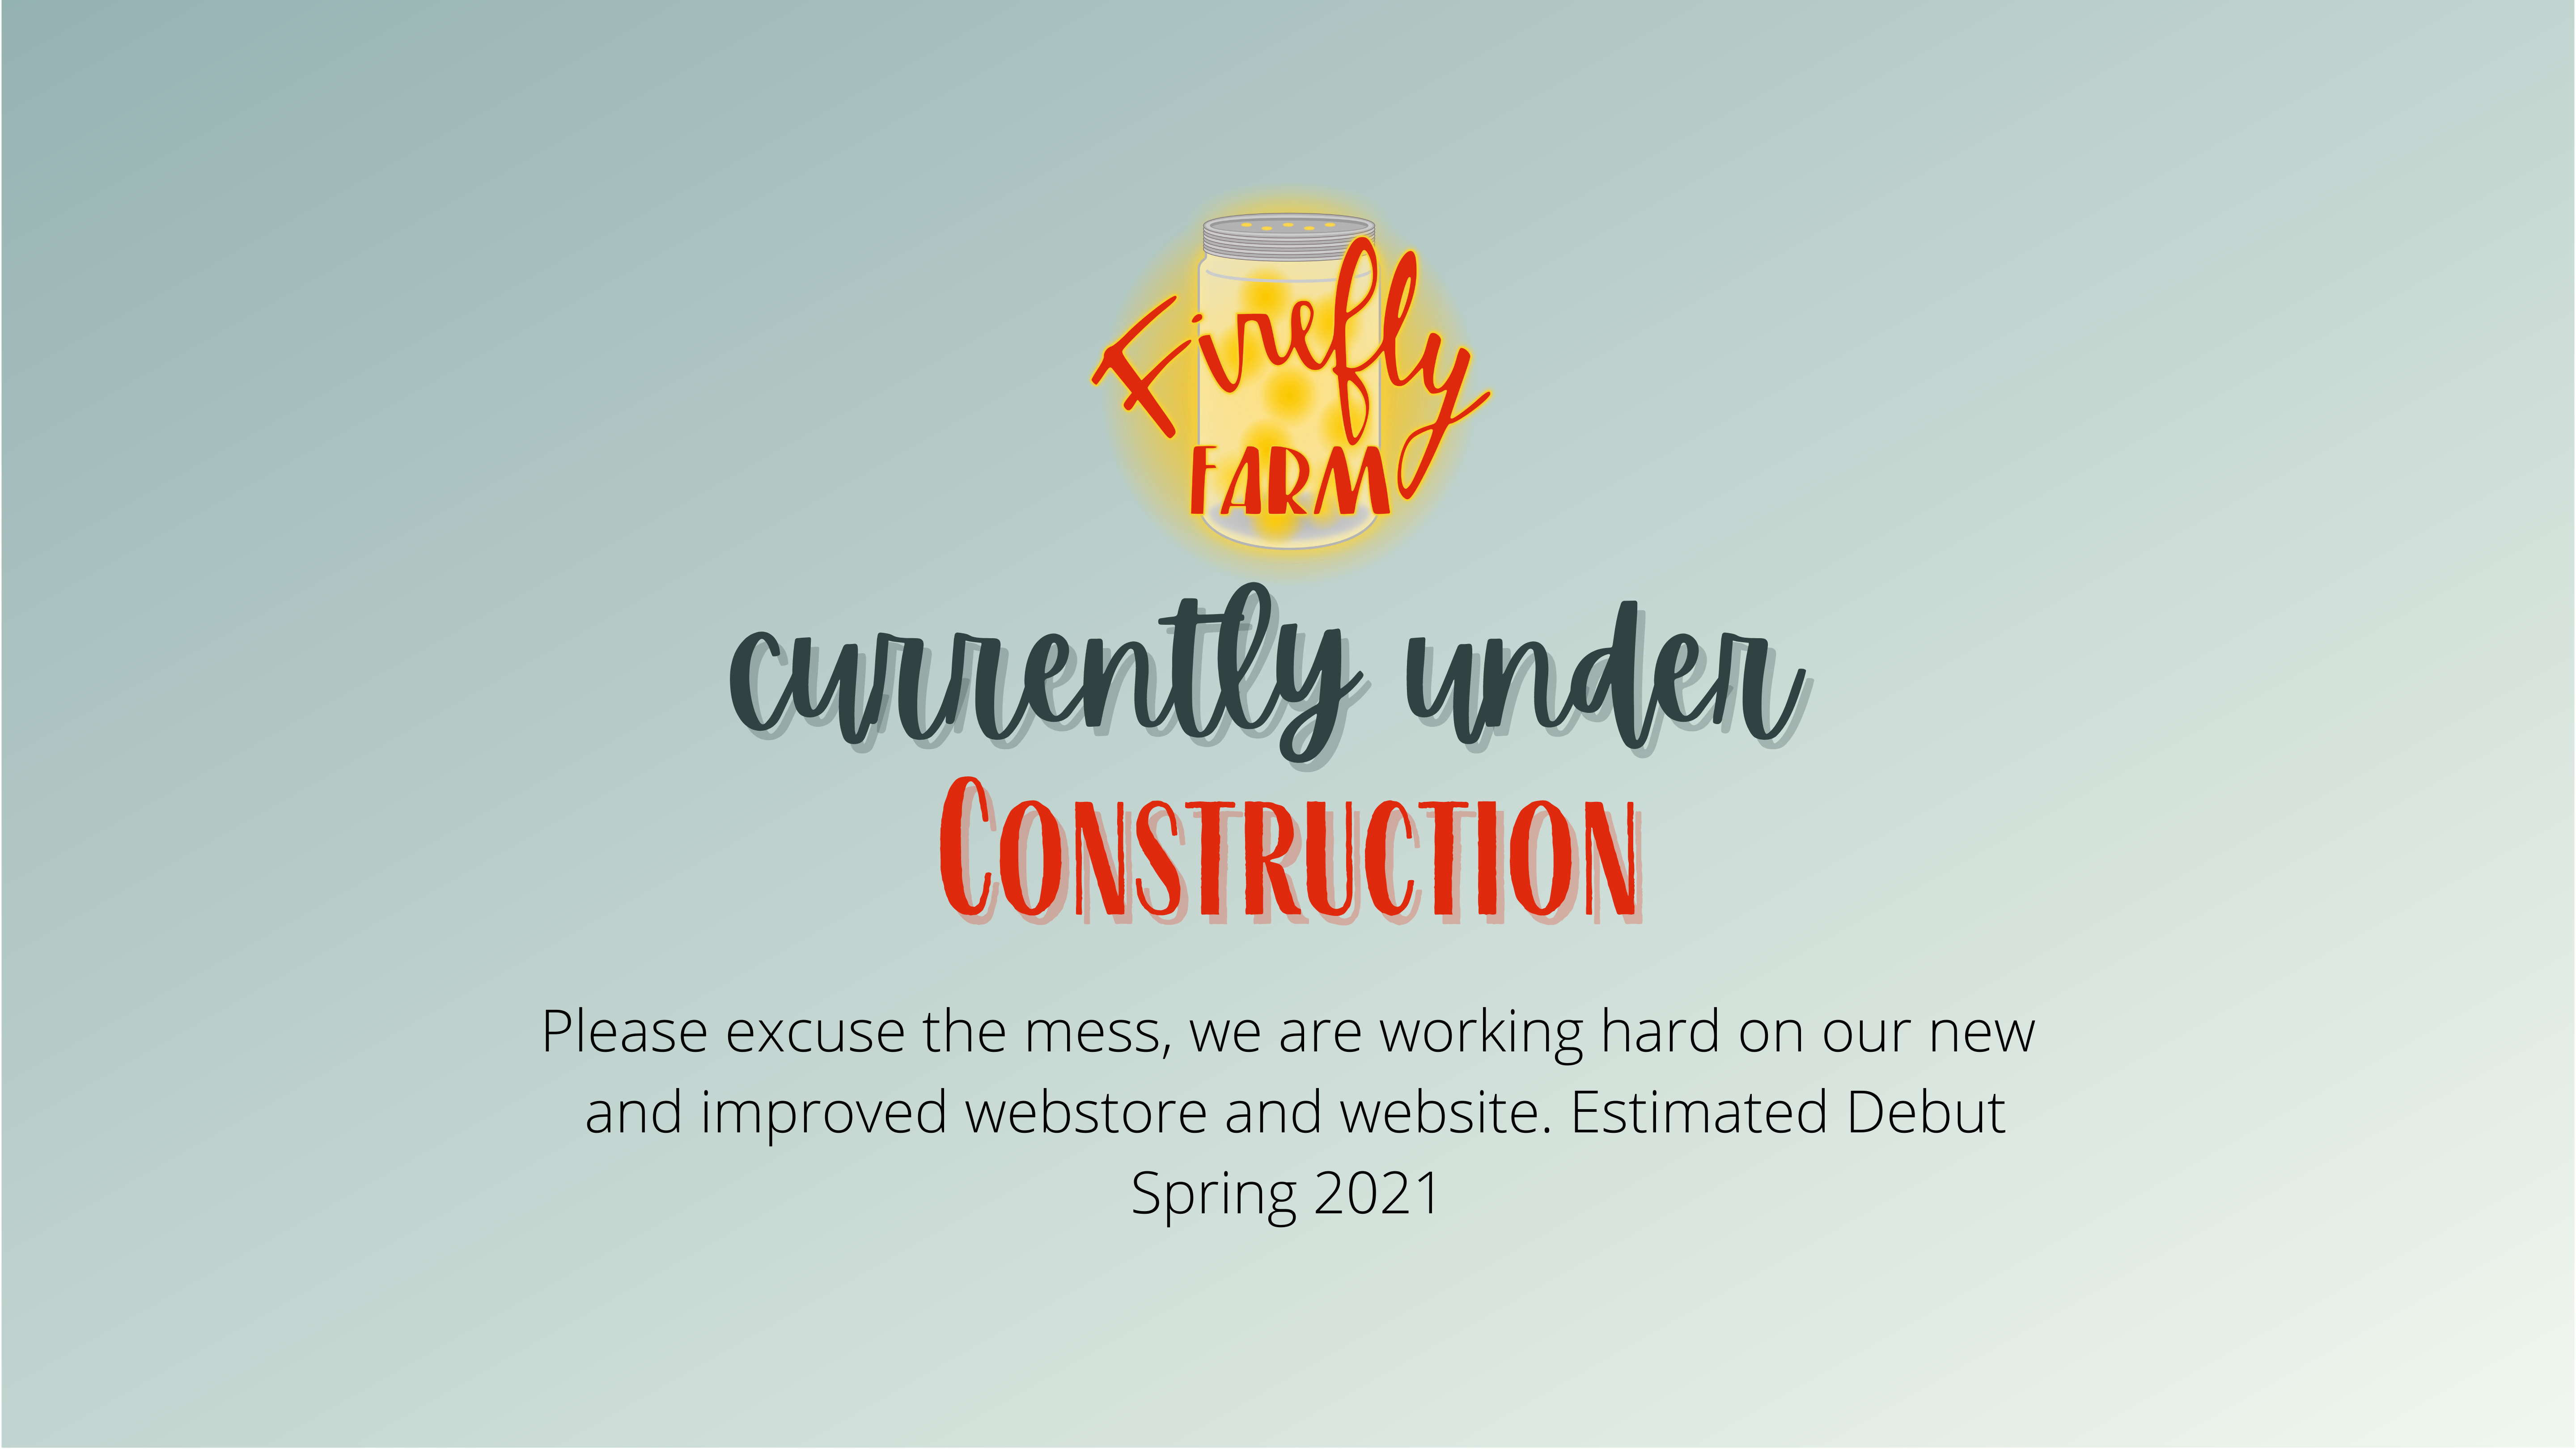 Firefly
FARM
currently under
CONSTRUCTION
Please excuse the mess, we are working hard on our new
and improved webstore and website. Estimated Debut
Spring 2021